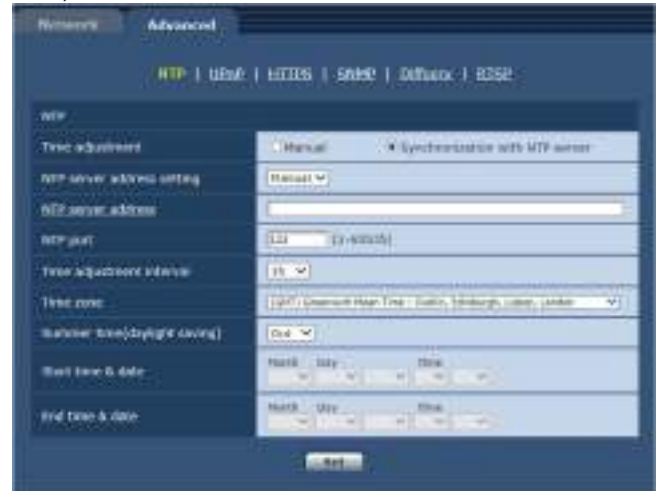 Network Advanced
NTP | UPnP | HTTPS | SNMP | Diffserv | RTSP
NTP
Time adjustment Manual Synchronization with NTP server
NTP server address setting Manual
NTP server address
NTP port 123 (1-65535)
Time adjustment interval 1h
Time zone (GMT) Greenwich Mean Time : Dublin, Edinburgh, Lisbon, London
Summer time(daylight saving) Out
Start time & date Month Day Time
End time & date Month Day Time
Set